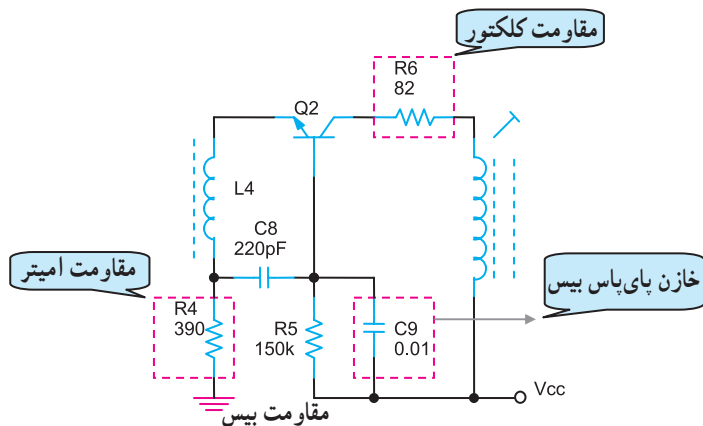 مقاومت کلکتور
R6
82
Q2
L4
C8
220pF
مقاومت امیتر
خازن پای‌پاس بیس
R4
390
R5
150k
C9
0.01
Vcc
مقاومت بیس